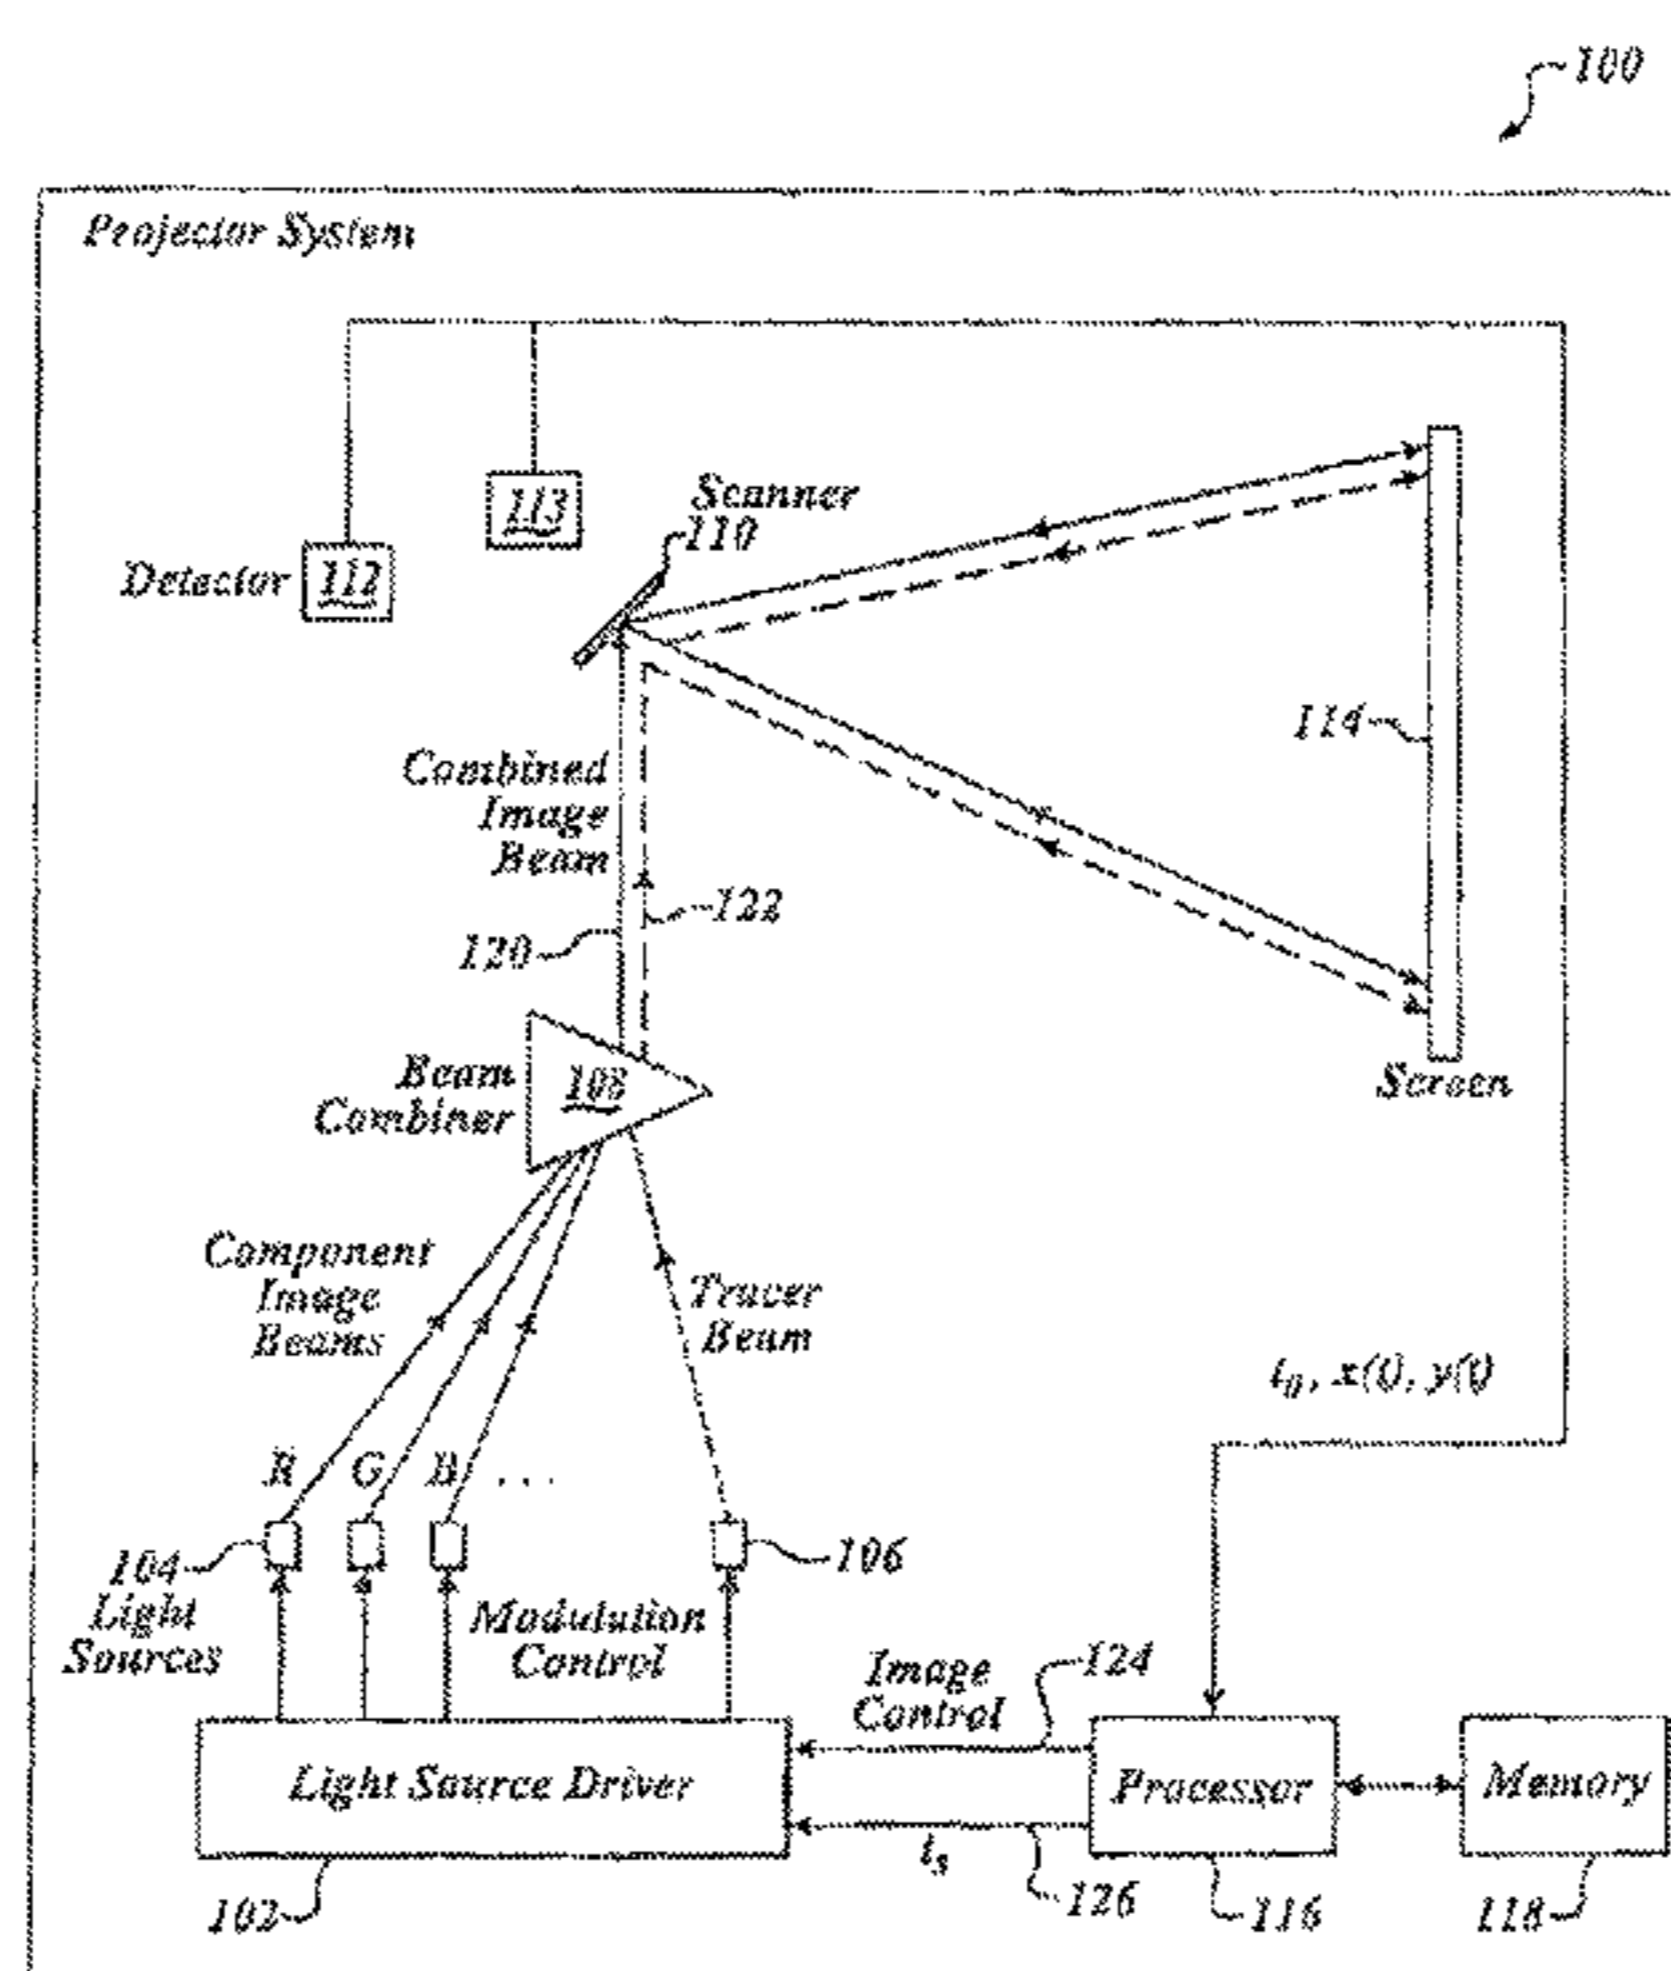 100
Projector System
113
Scanner
110
Detector
112
114
Combined
Image
Beam
122
120
Beam
Combiner
108
Screen
Component
Image
Beams
Tracer
Beam
t₀, x(t), y(t)
R G B ...
104
106
Light
Sources
Modulation
Control
Image
Control
124
Light Source Driver
Processor
Memory
tₛ
102
126
116
118